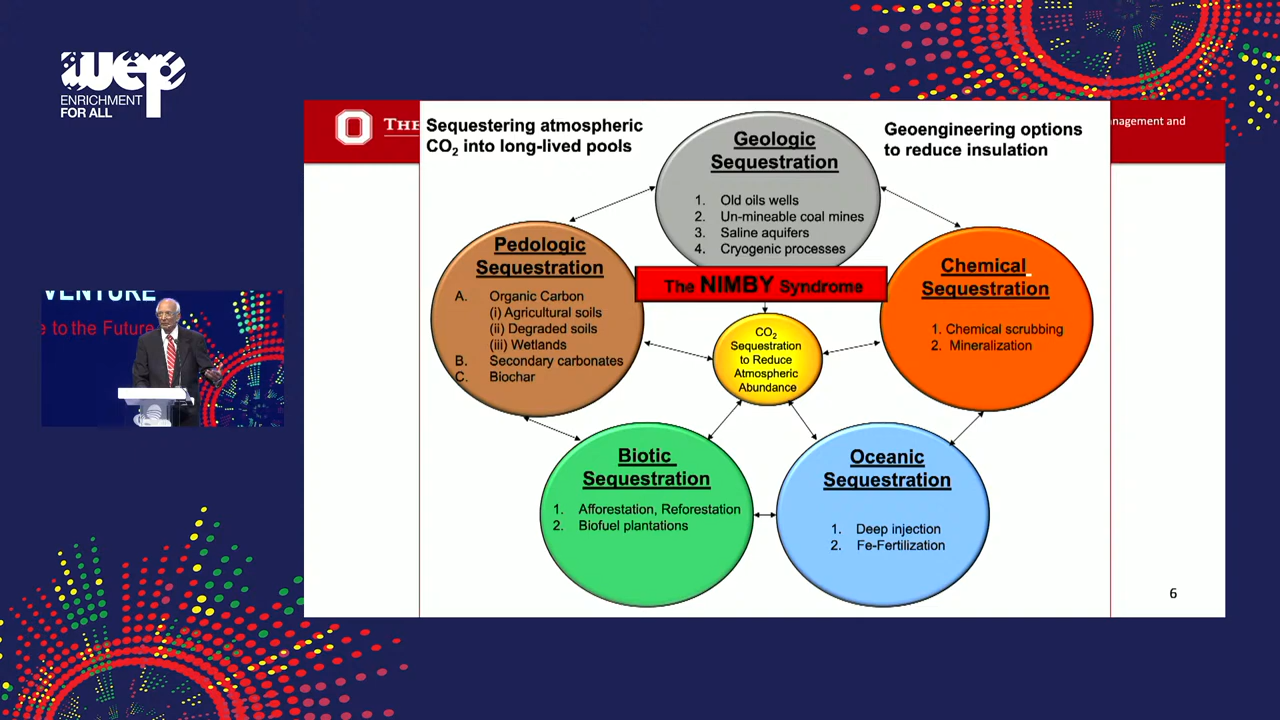 wep
ENRICHMENT
FOR ALL
VENTURE
e to the Future
THE
anagement and
Sequestering atmospheric
CO₂ into long-lived pools
Geoengineering options
to reduce insulation
Geologic
Sequestration
1. Old oils wells
2. Un-mineable coal mines
3. Saline aquifers
4. Cryogenic processes
The NIMBY Syndrome
Pedologic
Sequestration
A. Organic Carbon
(i) Agricultural soils
(ii) Degraded soils
(iii) Wetlands
B. Secondary carbonates
C. Biochar
CO₂
Sequestration
to Reduce
Atmospheric
Abundance
Chemical
Sequestration
1. Chemical scrubbing
2. Mineralization
Biotic
Sequestration
1. Afforestation, Reforestation
2. Biofuel plantations
Oceanic
Sequestration
1. Deep injection
2. Fe-Fertilization
6